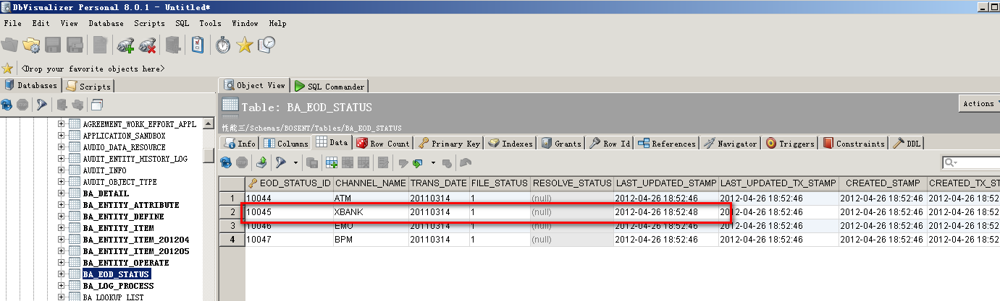 DbVisualizer Personal 8.0.1 - Untitled*
File Edit View Database Scripts SQL Tools Window Help
<Drop your favorite objects here>
Databases Scripts Object View SQL Commander
Table: BA_EOD_STATUS Actions
性能三/Schemas/BOSENT/Tables/BA_EOD_STATUS
Info Columns Data Row Count Primary Key Indexes Grants Row Id References Navigator Triggers Constraints DDL
AGREEMENT_WORK_EFFORT_APPL
APPLICATION_SANDBOX
AUDIO_DATA_RESOURCE
AUDIT_ENTITY_HISTORY_LOG
AUDIT_INFO
AUDIT_OBJECT_TYPE
BA_DETAIL
BA_ENTITY_ATTRIBUTE
BA_ENTITY_DEFINE
BA_ENTITY_ITEM
BA_ENTITY_ITEM_201204
BA_ENTITY_ITEM_201205
BA_ENTITY_OPERATE
BA_EOD_STATUS
BA_LOG_PROCESS
BA_LOOKUP_LIST
EOD_STATUS_ID CHANNEL_NAME TRANS_DATE FILE_STATUS RESOLVE_STATUS LAST_UPDATED_STAMP LAST_UPDATED_TX_STAMP CREATED_STAMP CREATED_TX_STAMP
1 10044 ATM 20110314 1 (null) 2012-04-26 18:52:46 2012-04-26 18:52:46 2012-04-26 18:52:46 2012-04-26 18:52:46
2 10045 XBANK 20110314 1 (null) 2012-04-26 18:52:48 2012-04-26 18:52:46 2012-04-26 18:52:46 2012-04-26 18:52:46
3 10046 EMU 20110314 1 (null) 2012-04-26 18:52:46 2012-04-26 18:52:46 2012-04-26 18:52:46 2012-04-26 18:52:46
4 10047 BPM 20110314 1 (null) 2012-04-26 18:52:46 2012-04-26 18:52:46 2012-04-26 18:52:46 2012-04-26 18:52:46